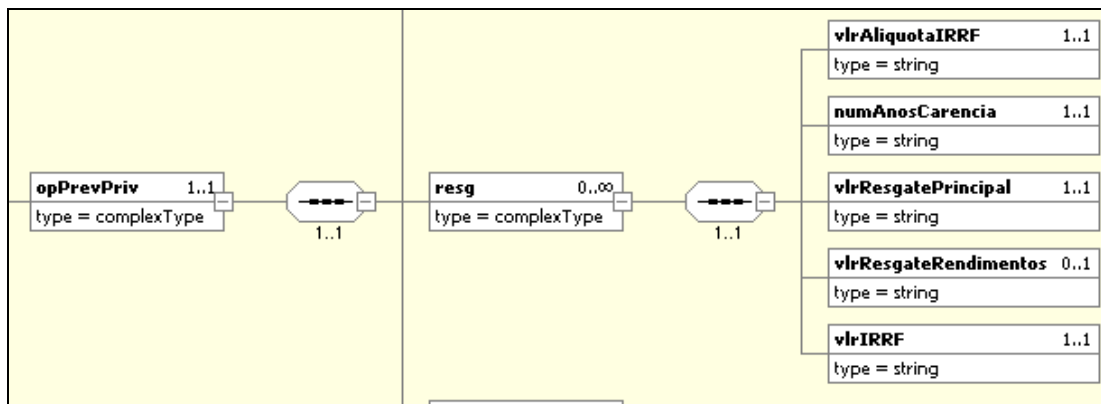 opPrevPriv 1..1
type = complexType
1..1
resg 0..∞
type = complexType
1..1
vlrAliquotaIRRF 1..1
type = string
numAnosCarencia 1..1
type = string
vlrResgatePrincipal 1..1
type = string
vlrResgateRendimentos 0..1
type = string
vlrIRRF 1..1
type = string